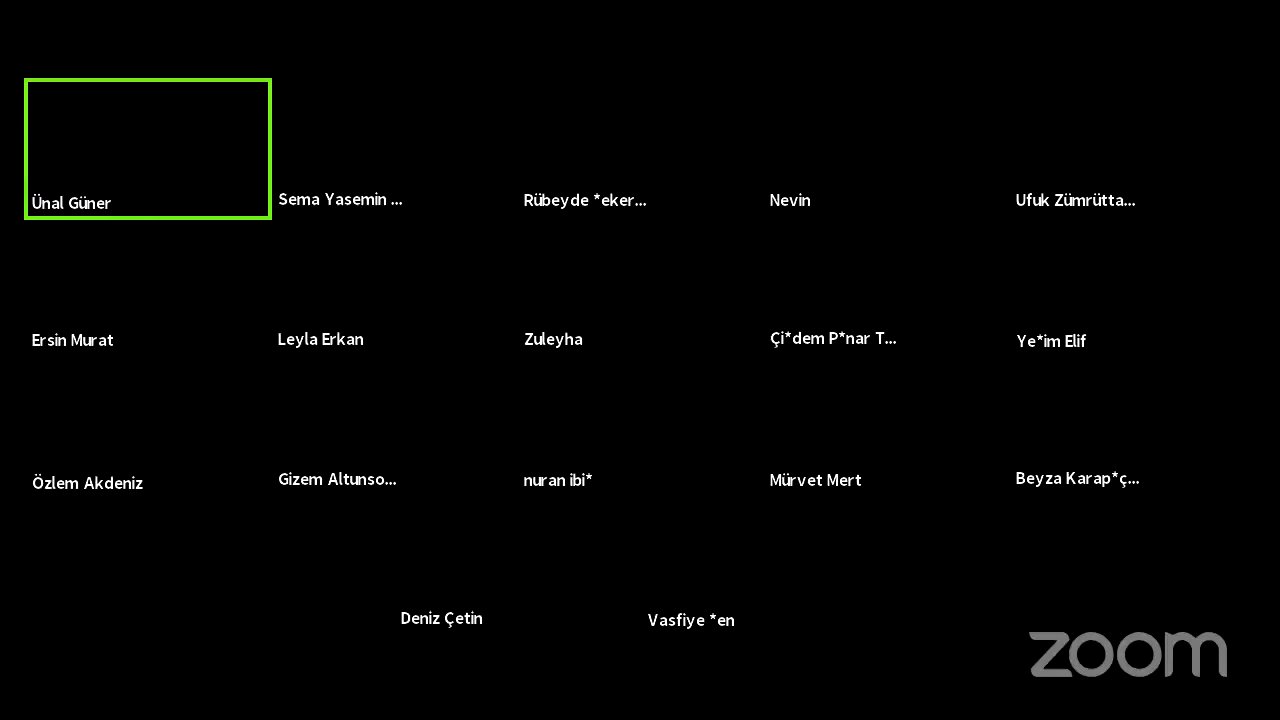 Ünal Güner
Sema Yasemin ...
Rübeyde *eker...
Nevin
Ufuk Zümrütta...
Ersin Murat
Leyla Erkan
Zuleyha
Çi*dem P*nar T...
Ye*im Elif
Özlem Akdeniz
Gizem Altunso...
nuran ibi*
Mürvet Mert
Beyza Karap*ç...
Deniz Çetin
Vasfiye *en
zoom